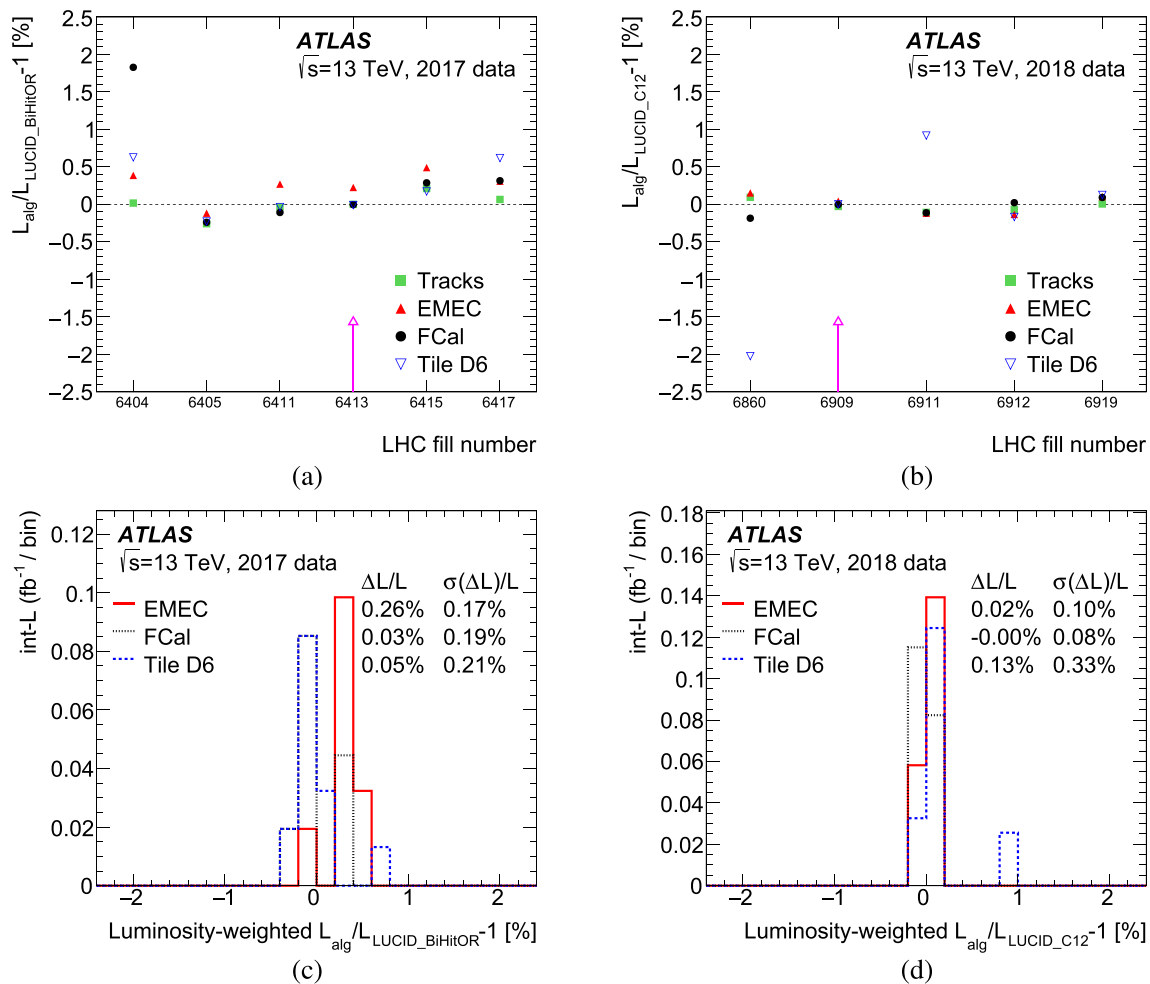 L_alg/L_LUCID_BiHitOR-1 [%]
2.5
2
1.5
1
0.5
0
−0.5
−1
−1.5
−2
−2.5
ATLAS
√s=13 TeV, 2017 data
Tracks
EMEC
FCal
Tile D6
6404 6405 6411 6413 6415 6417
LHC fill number
(a)
L_alg/L_LUCID_C12-1 [%]
2.5
2
1.5
1
0.5
0
−0.5
−1
−1.5
−2
−2.5
ATLAS
√s=13 TeV, 2018 data
Tracks
EMEC
FCal
Tile D6
6860 6909 6911 6912 6919
LHC fill number
(b)
int-L (fb⁻¹ / bin)
0.12
0.1
0.08
0.06
0.04
0.02
0
ATLAS
√s=13 TeV, 2017 data
ΔL/L σ(ΔL)/L
EMEC 0.26% 0.17%
FCal 0.03% 0.19%
Tile D6 0.05% 0.21%
−2 −1 0 1 2
Luminosity-weighted L_alg/L_LUCID_BiHitOR-1 [%]
(c)
int-L (fb⁻¹ / bin)
0.18
0.16
0.14
0.12
0.1
0.08
0.06
0.04
0.02
0
ATLAS
√s=13 TeV, 2018 data
ΔL/L σ(ΔL)/L
EMEC 0.02% 0.10%
FCal -0.00% 0.08%
Tile D6 0.13% 0.33%
−2 −1 0 1 2
Luminosity-weighted L_alg/L_LUCID_C12-1 [%]
(d)